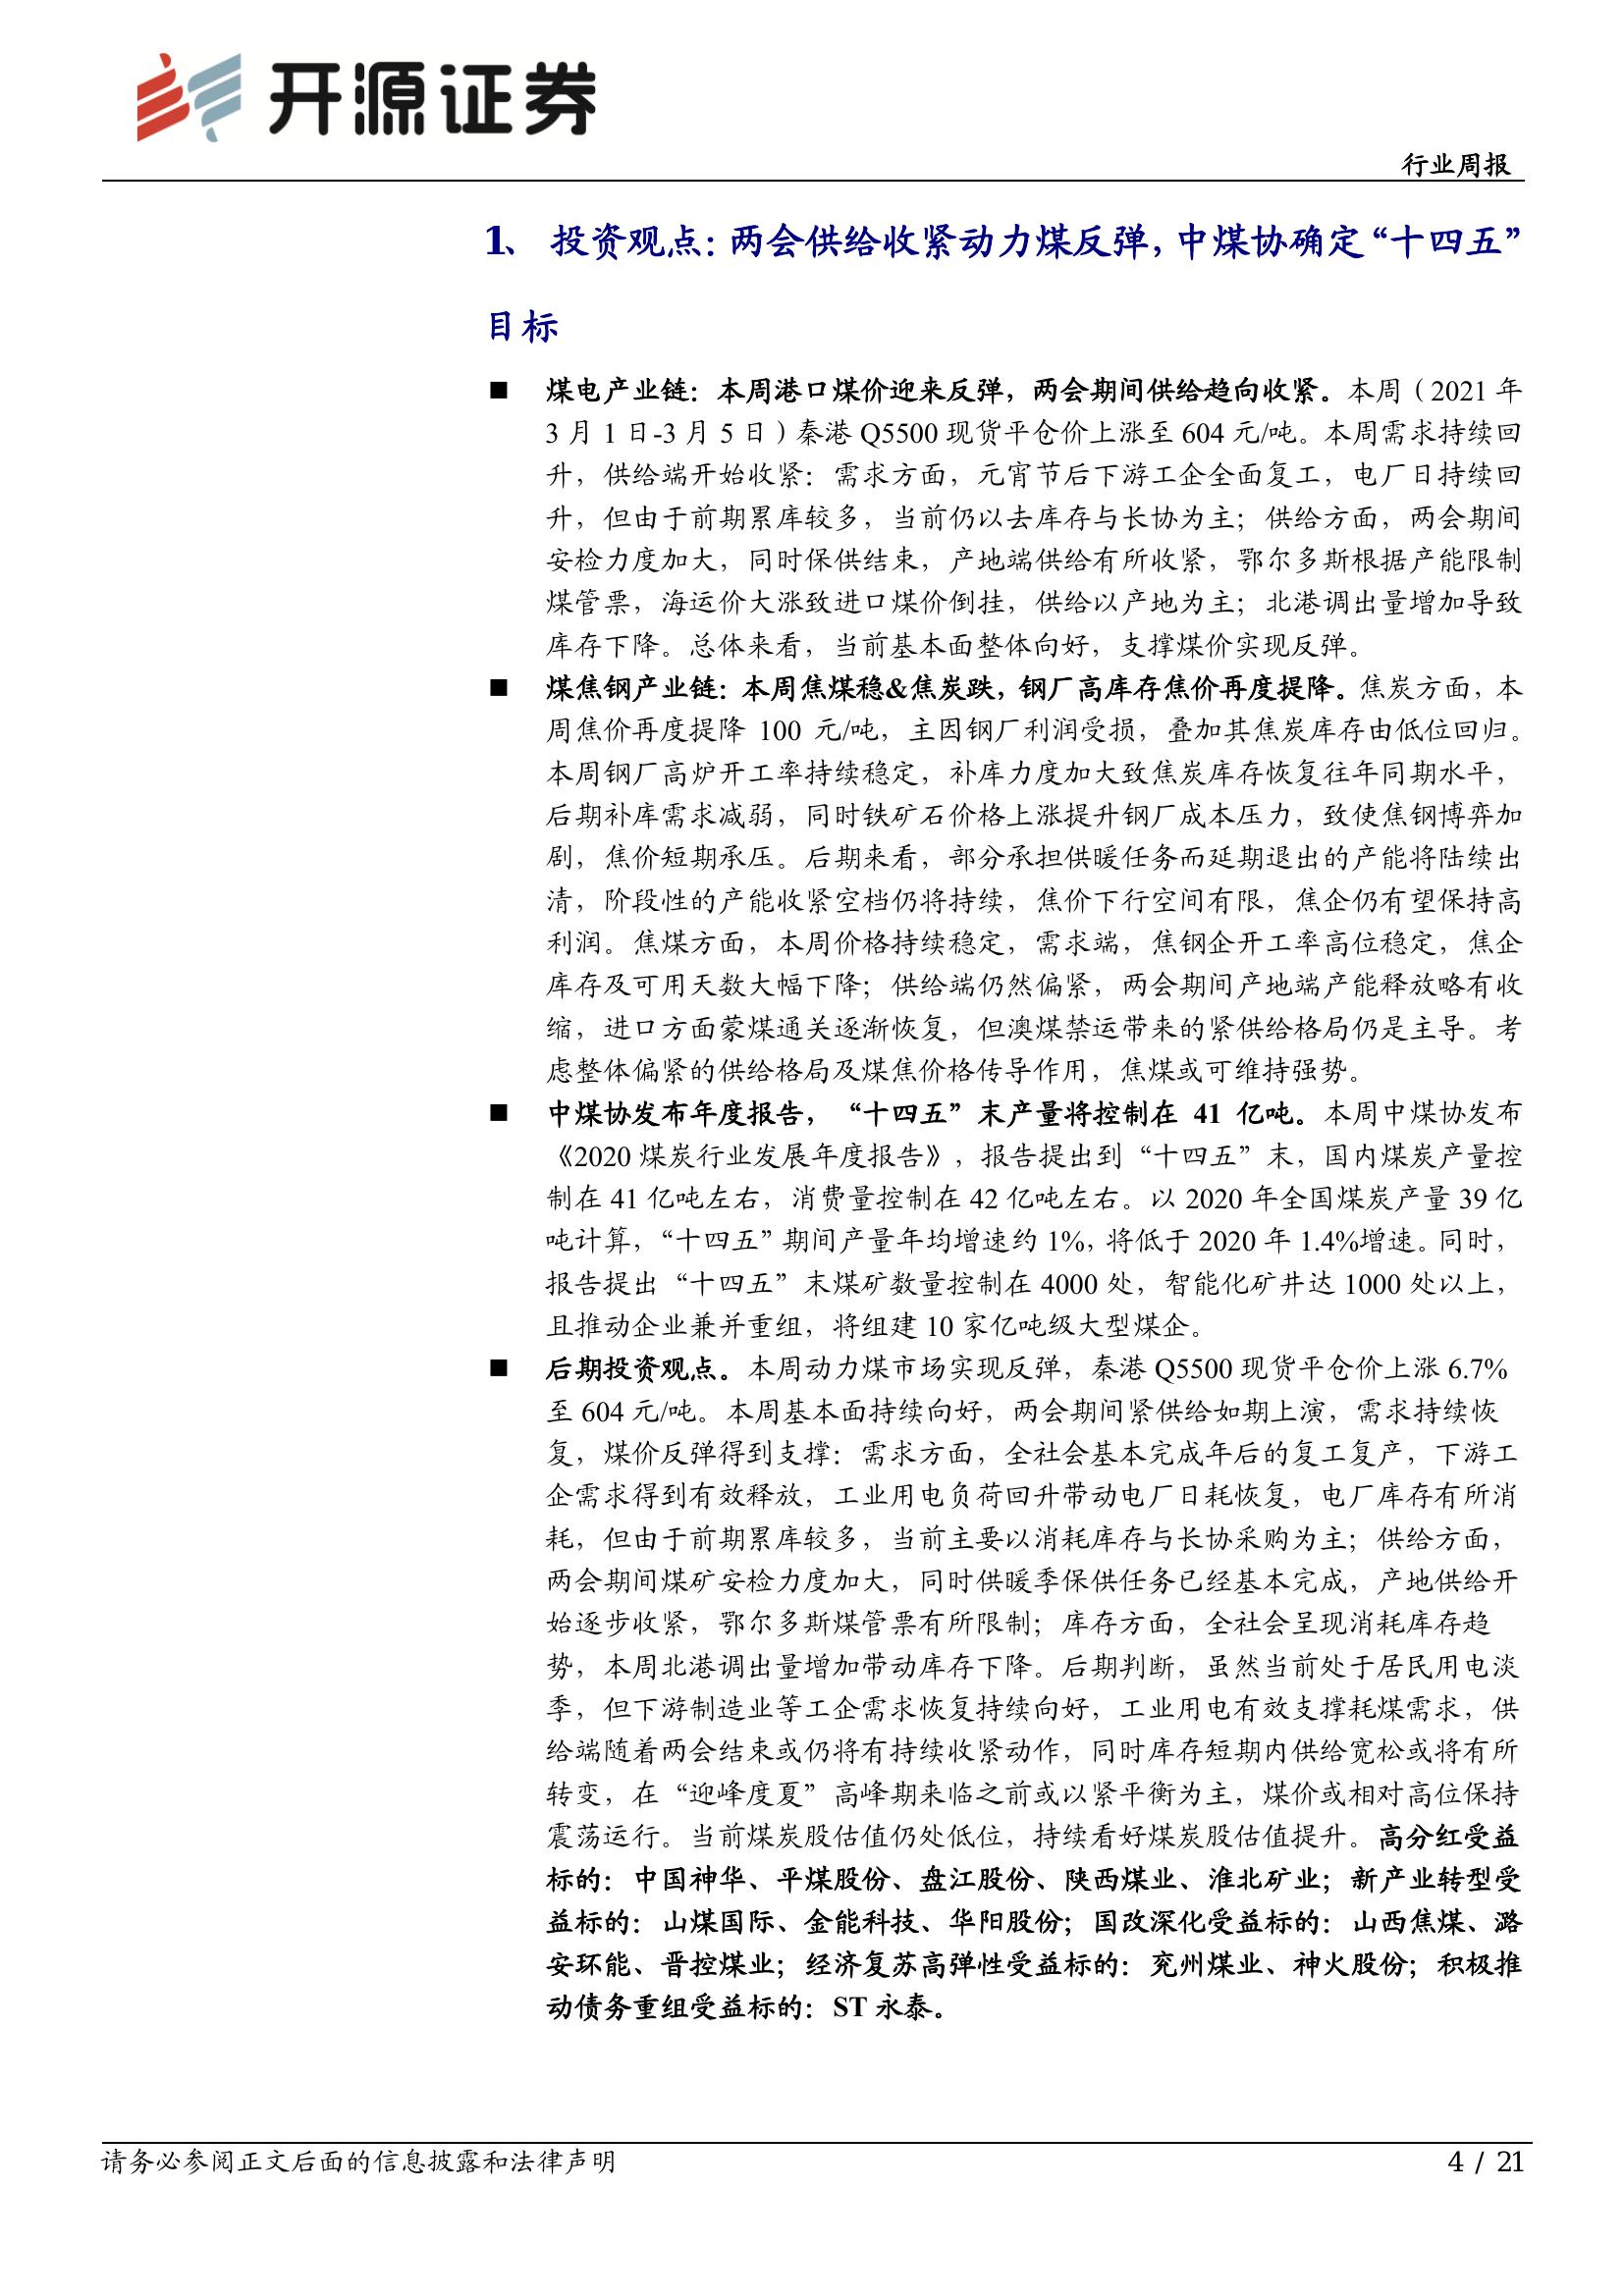 开源证券
行业周报
1、 投资观点：两会供给收紧动力煤反弹，中煤协确定“十四五”
目标
■ 煤电产业链：本周港口煤价迎来反弹，两会期间供给趋向收紧。本周（2021 年
3 月 1 日-3 月 5 日）秦港 Q5500 现货平仓价上涨至 604 元/吨。本周需求持续回
升，供给端开始收紧：需求方面，元宵节后下游工企全面复工，电厂日持续回
升，但由于前期累库较多，当前仍以去库存与长协为主；供给方面，两会期间
安检力度加大，同时保供结束，产地端供给有所收紧，鄂尔多斯根据产能限制
煤管票，海运价大涨致进口煤价倒挂，供给以产地为主；北港调出量增加导致
库存下降。总体来看，当前基本面整体向好，支撑煤价实现反弹。
■ 煤焦钢产业链：本周焦煤稳&焦炭跌，钢厂高库存焦价再度提降。焦炭方面，本
周焦价再度提降 100 元/吨，主因钢厂利润受损，叠加其焦炭库存由低位回归。
本周钢厂高炉开工率持续稳定，补库力度加大致焦炭库存恢复往年同期水平，
后期补库需求减弱，同时铁矿石价格上涨提升钢厂成本压力，致使焦钢博弈加
剧，焦价短期承压。后期来看，部分承担供暖任务而延期退出的产能将陆续出
清，阶段性的产能收紧空档仍将持续，焦价下行空间有限，焦企仍有望保持高
利润。焦煤方面，本周价格持续稳定，需求端，焦钢企开工率高位稳定，焦企
库存及可用天数大幅下降；供给端仍然偏紧，两会期间产地端产能释放略有收
缩，进口方面蒙煤通关逐渐恢复，但澳煤禁运带来的紧供给格局仍是主导。考
虑整体偏紧的供给格局及煤焦价格传导作用，焦煤或可维持强势。
■ 中煤协发布年度报告，“十四五”末产量将控制在 41 亿吨。本周中煤协发布
《2020 煤炭行业发展年度报告》，报告提出到“十四五”末，国内煤炭产量控
制在 41 亿吨左右，消费量控制在 42 亿吨左右。以 2020 年全国煤炭产量 39 亿
吨计算，“十四五”期间产量年均增速约 1%，将低于 2020 年 1.4%增速。同时，
报告提出“十四五”末煤矿数量控制在 4000 处，智能化矿井达 1000 处以上，
且推动企业兼并重组，将组建 10 家亿吨级大型煤企。
■ 后期投资观点。本周动力煤市场实现反弹，秦港 Q5500 现货平仓价上涨 6.7%
至 604 元/吨。本周基本面持续向好，两会期间紧供给如期上演，需求持续恢
复，煤价反弹得到支撑：需求方面，全社会基本完成年后的复工复产，下游工
企需求得到有效释放，工业用电负荷回升带动电厂日耗恢复，电厂库存有所消
耗，但由于前期累库较多，当前主要以消耗库存与长协采购为主；供给方面，
两会期间煤矿安检力度加大，同时供暖季保供任务已经基本完成，产地供给开
始逐步收紧，鄂尔多斯煤管票有所限制；库存方面，全社会呈现消耗库存趋
势，本周北港调出量增加带动库存下降。后期判断，虽然当前处于居民用电淡
季，但下游制造业等工企需求恢复持续向好，工业用电有效支撑耗煤需求，供
给端随着两会结束或仍将有持续收紧动作，同时库存短期内供给宽松或将有所
转变，在“迎峰度夏”高峰期来临之前或以紧平衡为主，煤价或相对高位保持
震荡运行。当前煤炭股估值仍处低位，持续看好煤炭股估值提升。高分红受益
标的：中国神华、平煤股份、盘江股份、陕西煤业、淮北矿业；新产业转型受
益标的：山煤国际、金能科技、华阳股份；国改深化受益标的：山西焦煤、潞
安环能、晋控煤业；经济复苏高弹性受益标的：兖州煤业、神火股份；积极推
动债务重组受益标的：ST 永泰。
请务必参阅正文后面的信息披露和法律声明
4 / 21